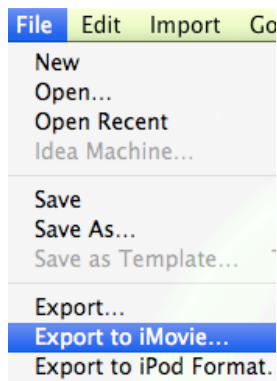 File Edit Import Go
New
Open...
Open Recent
Idea Machine...
Save
Save As...
Save as Template...
Export...
Export to iMovie...
Export to iPod Format.